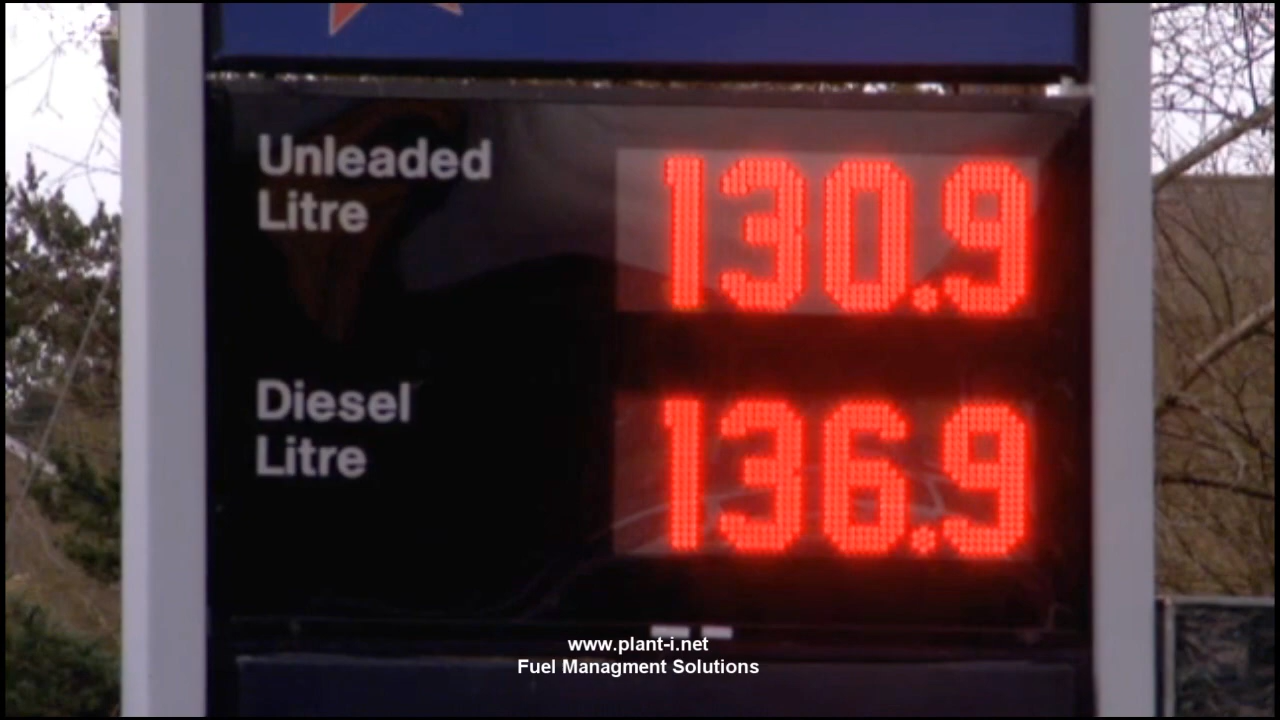 Unleaded
Litre
130.9
Diesel
Litre
136.9
www.plant-i.net
Fuel Managment Solutions